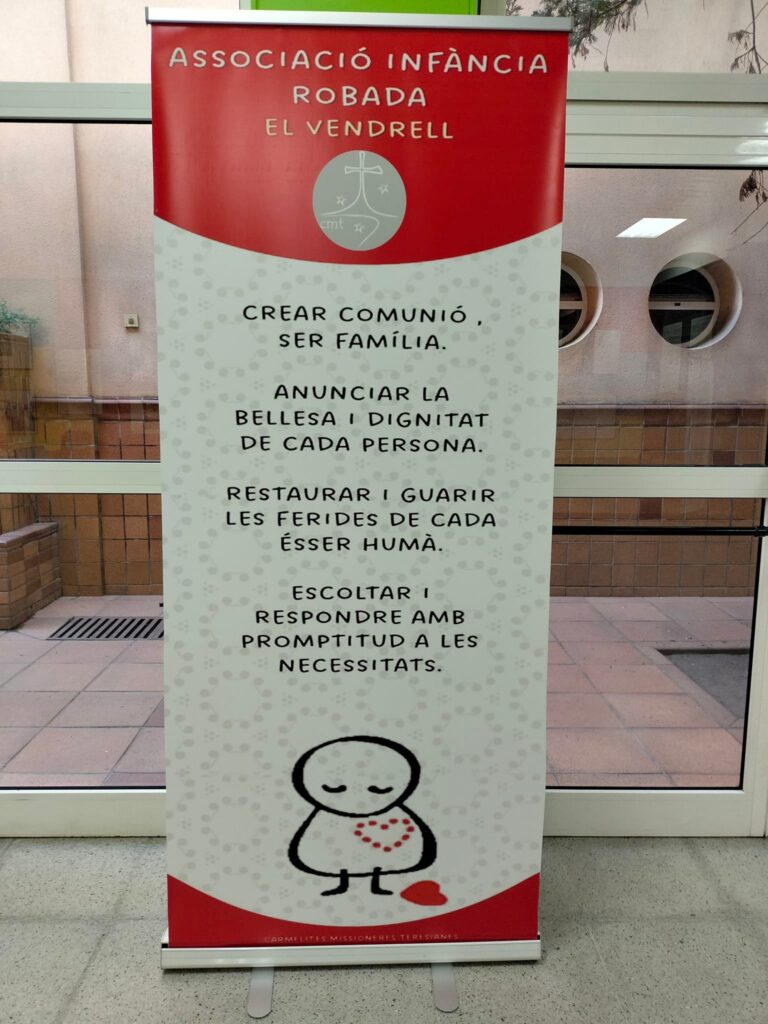 ASSOCIACIÓ INFÀNCIA
ROBADA
EL VENDRELL
cmt
CREAR COMUNIÓ,
SER FAMÍLIA.
ANUNCIAR LA
BELLESA I DIGNITAT
DE CADA PERSONA.
RESTAURAR I GUARIR
LES FERIDES DE CADA
ÉSSER HUMÀ.
ESCOLTAR I
RESPONDRE AMB
PROMPTITUD A LES
NECESSITATS.
CARMELITES MISSIONERES TERESIANES